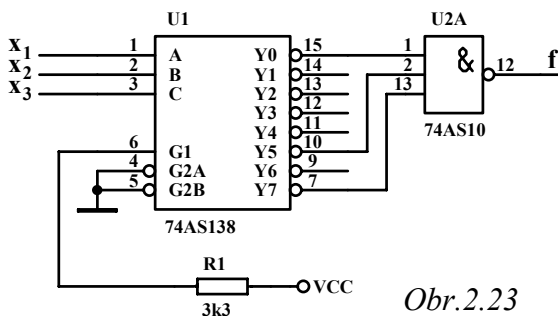 U1
U2A
x1
x2
x3
1
2
3
A
B
C
Y0
Y1
Y2
Y3
Y4
Y5
Y6
Y7
15
14
13
12
11
10
9
7
6
4
5
G1
G2A
G2B
1
2
13
&
12
f
74AS10
74AS138
R1
3k3
VCC
Obr.2.23